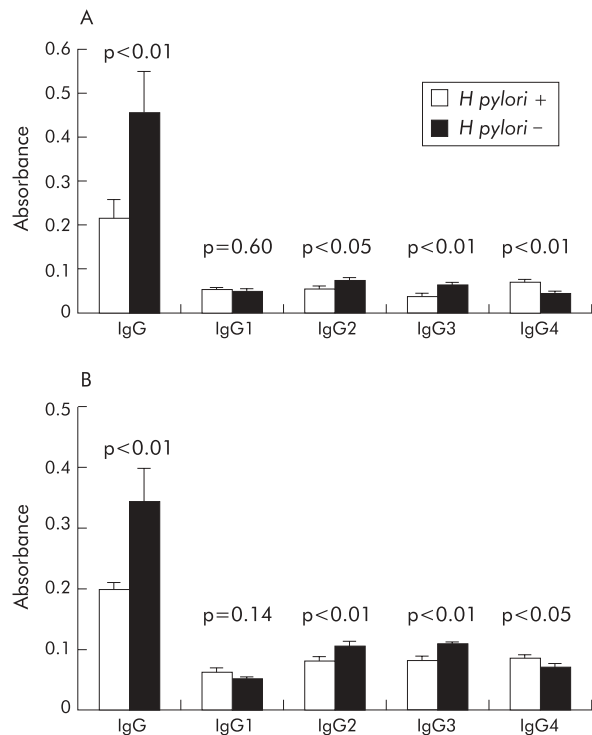 A
0.6
0.5
0.4
0.3
0.2
0.1
0
Absorbance
p<0.01
p=0.60
p<0.05
p<0.01
p<0.01
H pylori +
H pylori –
IgG IgG1 IgG2 IgG3 IgG4
B
0.5
0.4
0.3
0.2
0.1
0
Absorbance
p<0.01
p=0.14
p<0.01
p<0.01
p<0.05
IgG IgG1 IgG2 IgG3 IgG4